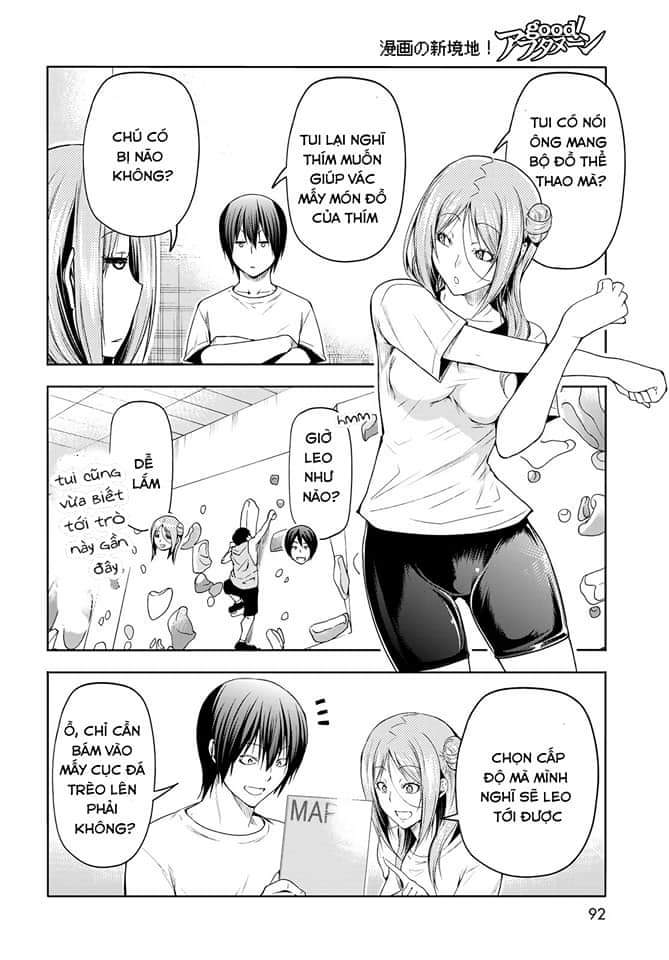 漫画の新境地！
good!
アフタヌーン
TUI CÓ NÓI
ÔNG MANG
BỘ ĐỒ THỂ
THAO MÀ?
TUI LẠI NGHĨ
THÍM MUỐN
GIÚP VÁC
MẤY MÓN ĐỒ
CỦA THÍM
CHÚ CÓ
BỊ NÃO
KHÔNG?
hmm
GIỜ
LEO
NHƯ
NÀO?
DỄ
LẮM
tui cũng
vừa biết
tới trò
này gần
đây
CHỌN CẤP
ĐỘ MÀ MÌNH
NGHĨ SẼ LEO
TỚI ĐƯỢC
MAP
Ồ, CHỈ CẦN
BÁM VÀO
MẤY CỤC ĐÁ
TRÈO LÊN
PHẢI
KHÔNG?
92